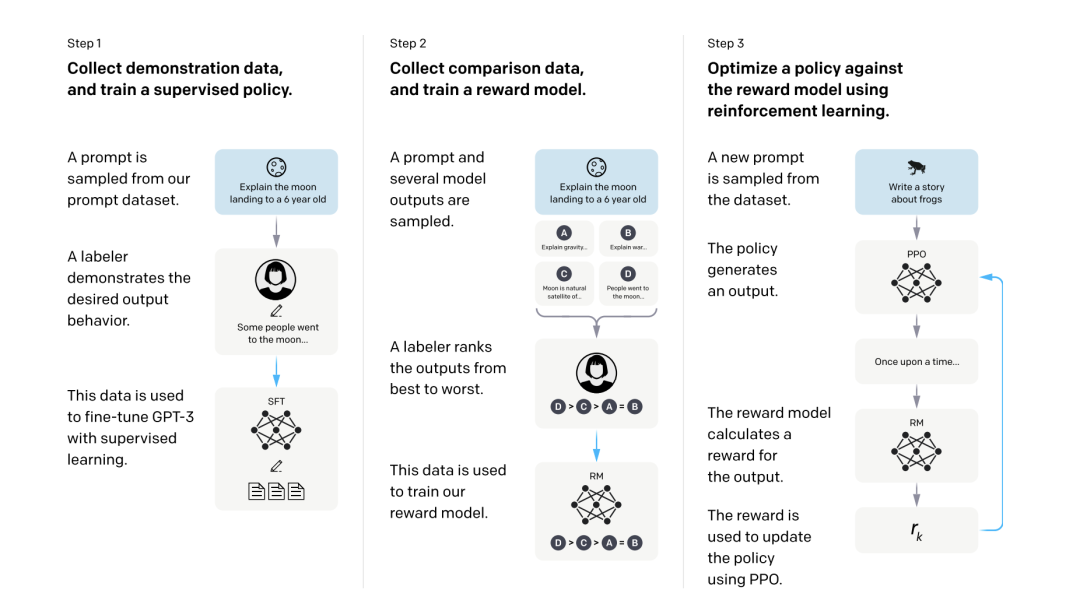 Step 1
Collect demonstration data,
and train a supervised policy.
A prompt is
sampled from our
prompt dataset.
Explain the moon
landing to a 6 year old
A labeler
demonstrates the
desired output
behavior.
Some people went
to the moon...
This data is used
to fine-tune GPT-3
with supervised
learning.
SFT
Step 2
Collect comparison data,
and train a reward model.
A prompt and
several model
outputs are
sampled.
Explain the moon
landing to a 6 year old
A
Explain gravity...
B
Explain war...
C
Moon is natural
satellite of...
D
People went to
the moon...
A labeler ranks
the outputs from
best to worst.
D > C > A = B
This data is used
to train our
reward model.
RM
D > C > A = B
Step 3
Optimize a policy against
the reward model using
reinforcement learning.
A new prompt
is sampled from
the dataset.
Write a story
about frogs
The policy
generates
an output.
PPO
Once upon a time...
The reward model
calculates a
reward for
the output.
RM
The reward is
used to update
the policy
using PPO.
r_k